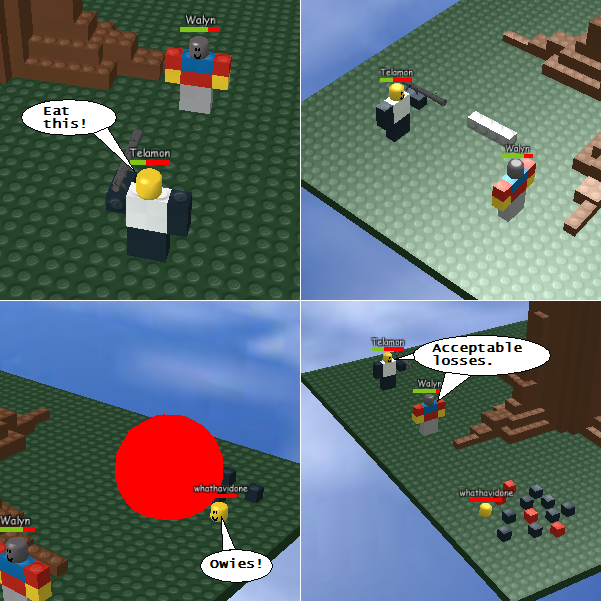 Walyn
Eat
this!
Telamon
Telamon
Walyn
whathavidone
Walyn
Owies!
Telamon
Acceptable
losses.
Walyn
whathavidone